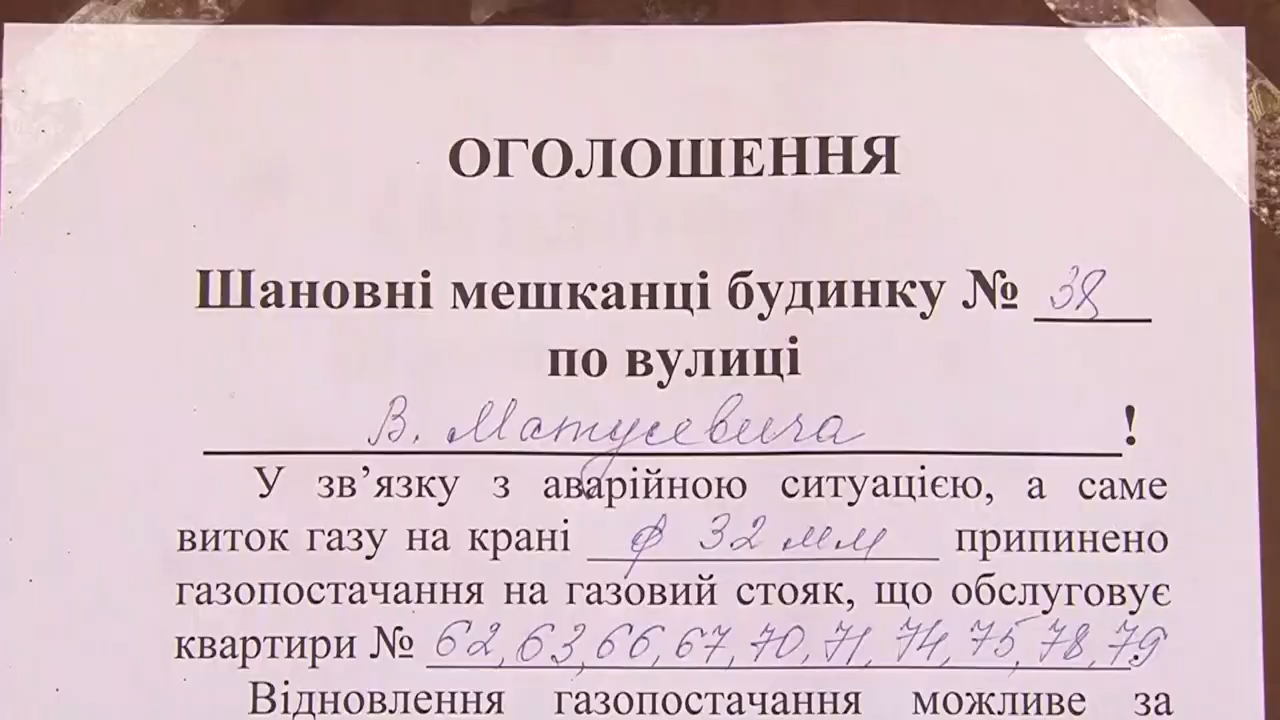 ОГОЛОШЕННЯ
Шановні мешканці будинку № 38
по вулиці
В. Матусевича !
У зв’язку з аварійною ситуацією, а саме
виток газу на крані ϕ 32 мм припинено
газопостачання на газовий стояк, що обслуговує
квартири № 62, 63, 66, 67, 70, 71, 74, 75, 78, 79
Відновлення газопостачання можливе за